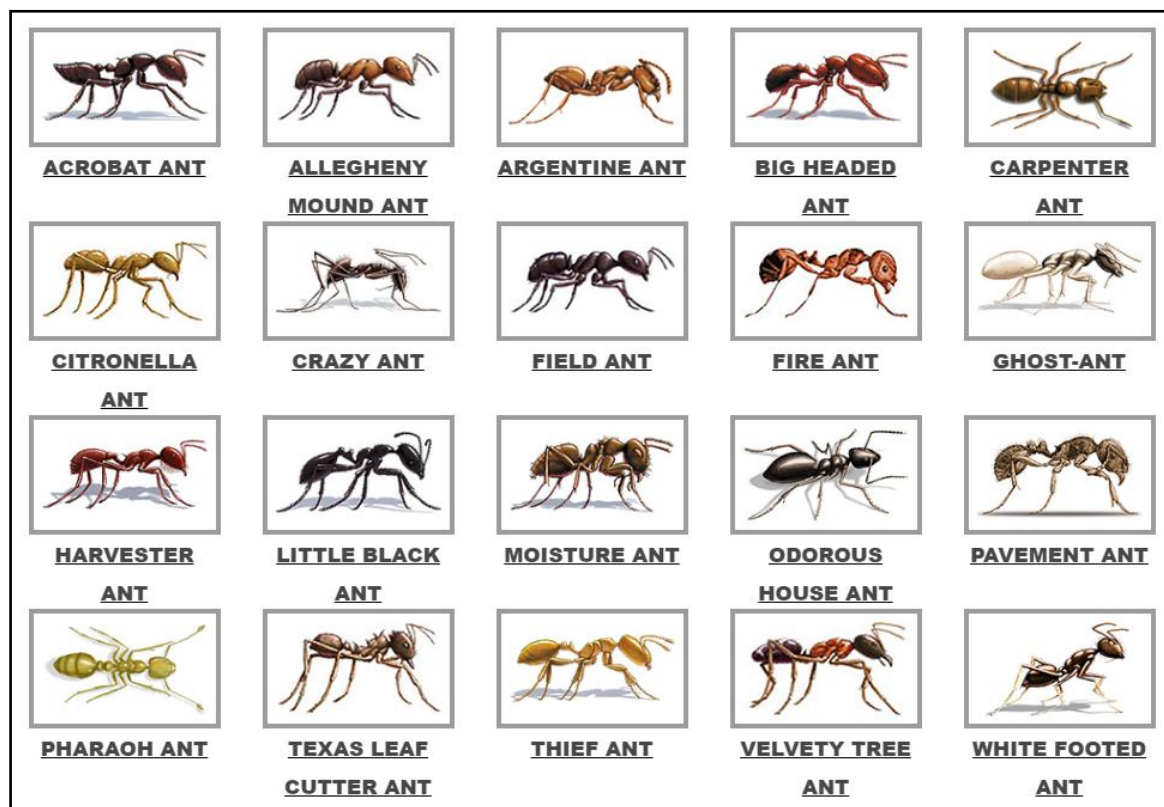 ACROBAT ANT
ALLEGHENY
MOUND ANT
ARGENTINE ANT
BIG HEADED
ANT
CARPENTER
ANT
CITRONELLA
ANT
CRAZY ANT
FIELD ANT
FIRE ANT
GHOST-ANT
HARVESTER
ANT
LITTLE BLACK
ANT
MOISTURE ANT
ODOROUS
HOUSE ANT
PAVEMENT ANT
PHARAOH ANT
TEXAS LEAF
CUTTER ANT
THIEF ANT
VELVETY TREE
ANT
WHITE FOOTED
ANT